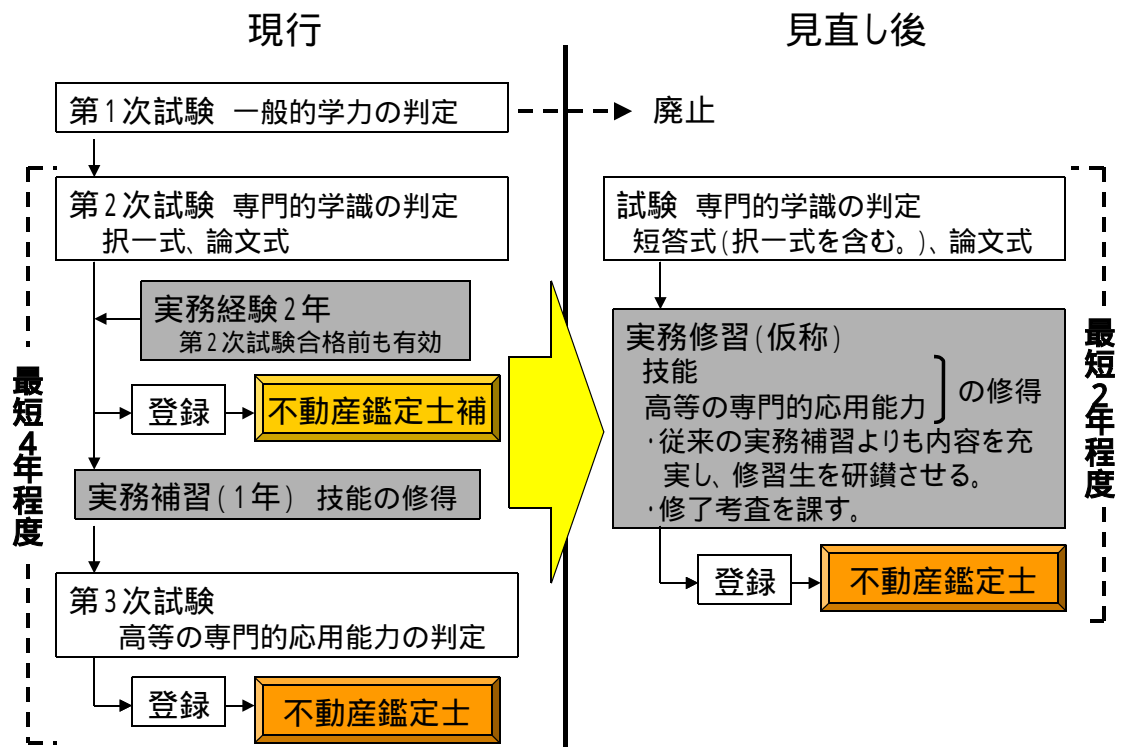 現行
第1次試験 一般的学力の判定
第2次試験 専門的学識の判定
択一式、論文式
実務経験2年
第2次試験合格前も有効
登録
不動産鑑定士補
実務補習(1年) 技能の修得
第3次試験
高等の専門的応用能力の判定
登録
不動産鑑定士
最短4年程度
見直し後
廃止
試験 専門的学識の判定
短答式(択一式を含む。)、論文式
実務修習(仮称)
技能
高等の専門的応用能力
の修得
・従来の実務補習よりも内容を充
実し、修習生を研鑚させる。
・修了考査を課す。
登録
不動産鑑定士
最短2年程度